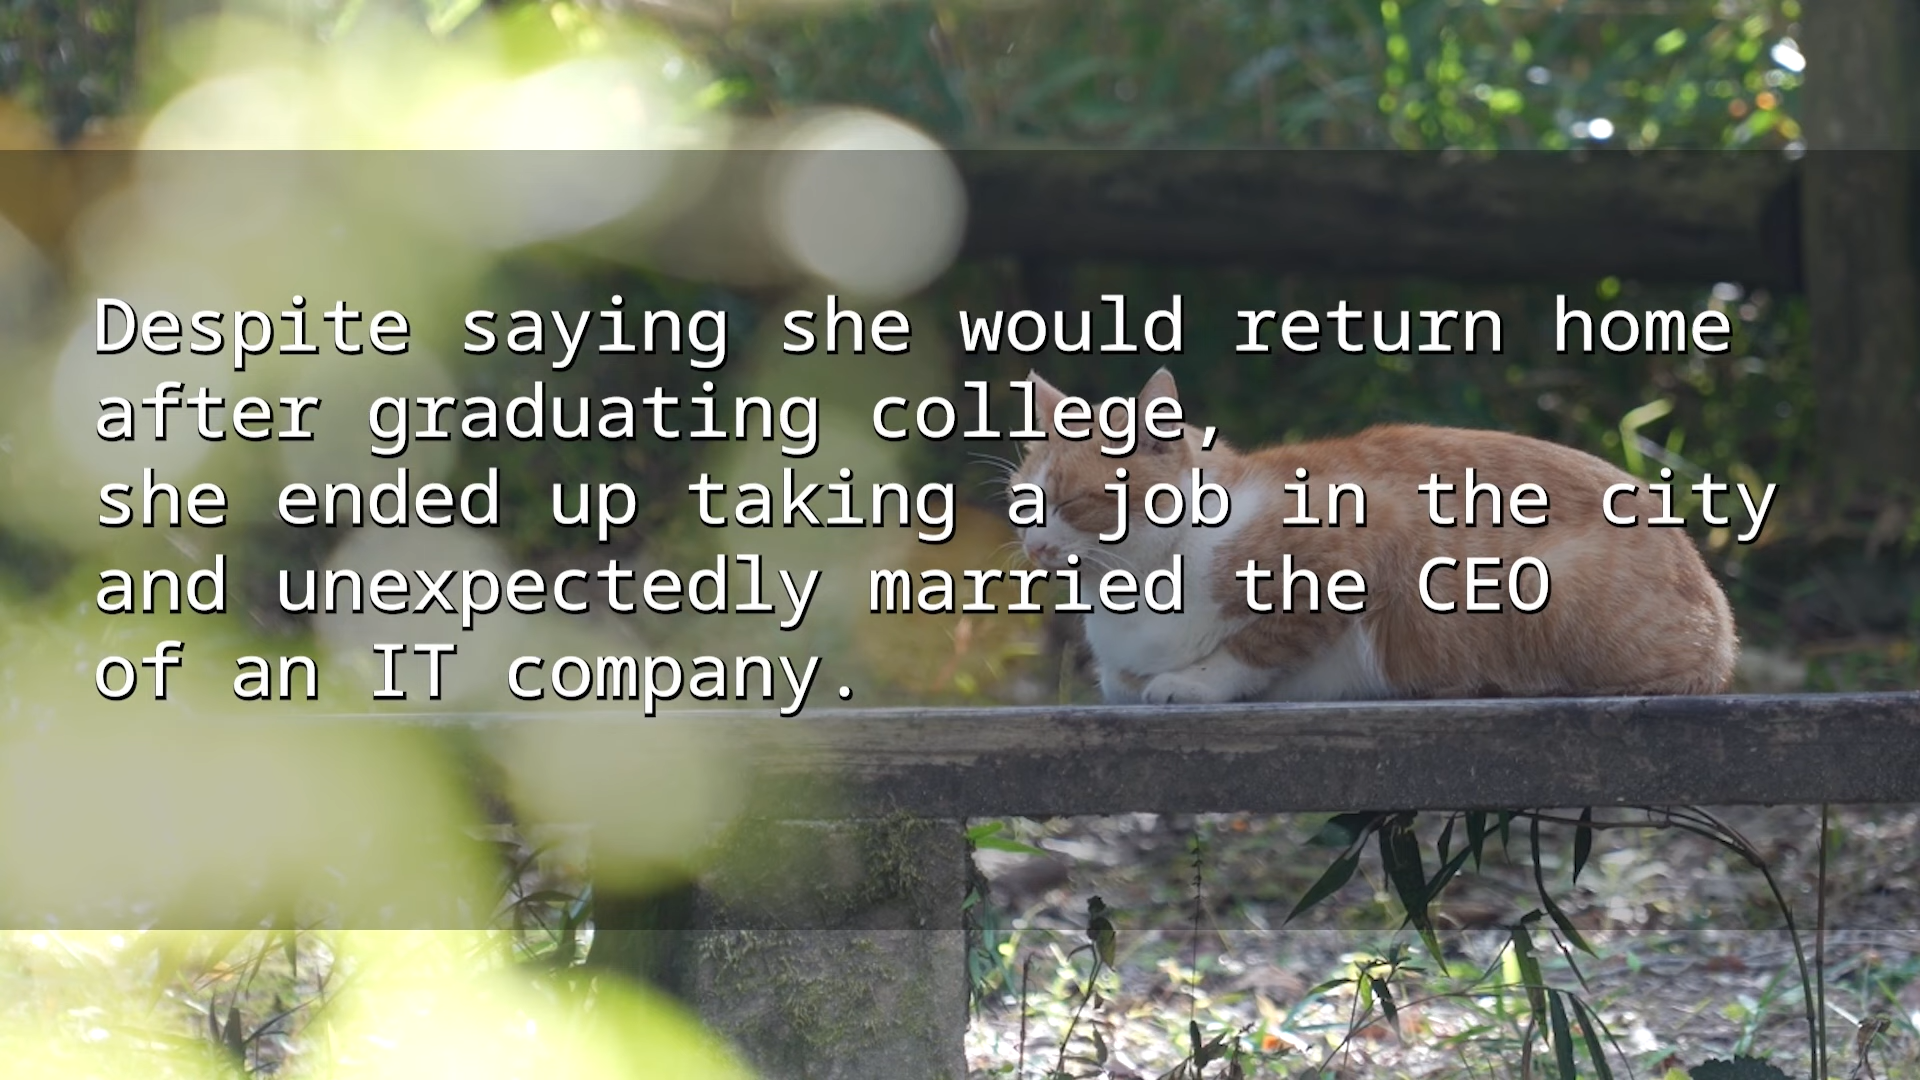 Despite saying she would return home
after graduating college,
she ended up taking a job in the city
and unexpectedly married the CEO
of an IT company.